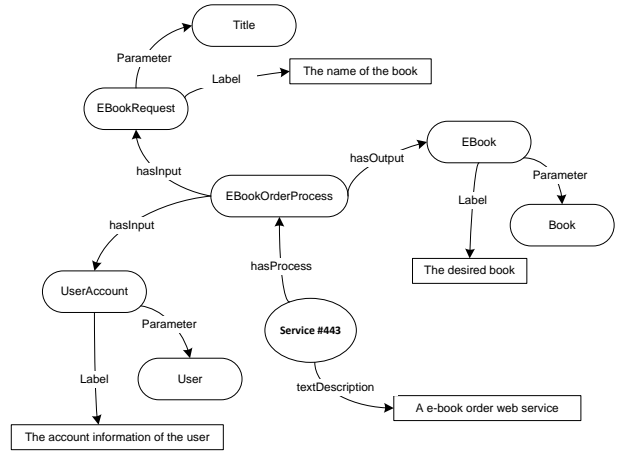 Title
Parameter
The name of the book
Label
EBookRequest
EBook
hasOutput
hasInput
Parameter
EBookOrderProcess
Label
hasInput
Book
hasProcess
The desired book
UserAccount
Parameter
Service #443
Label
User
textDescription
A e-book order web service
The account information of the user